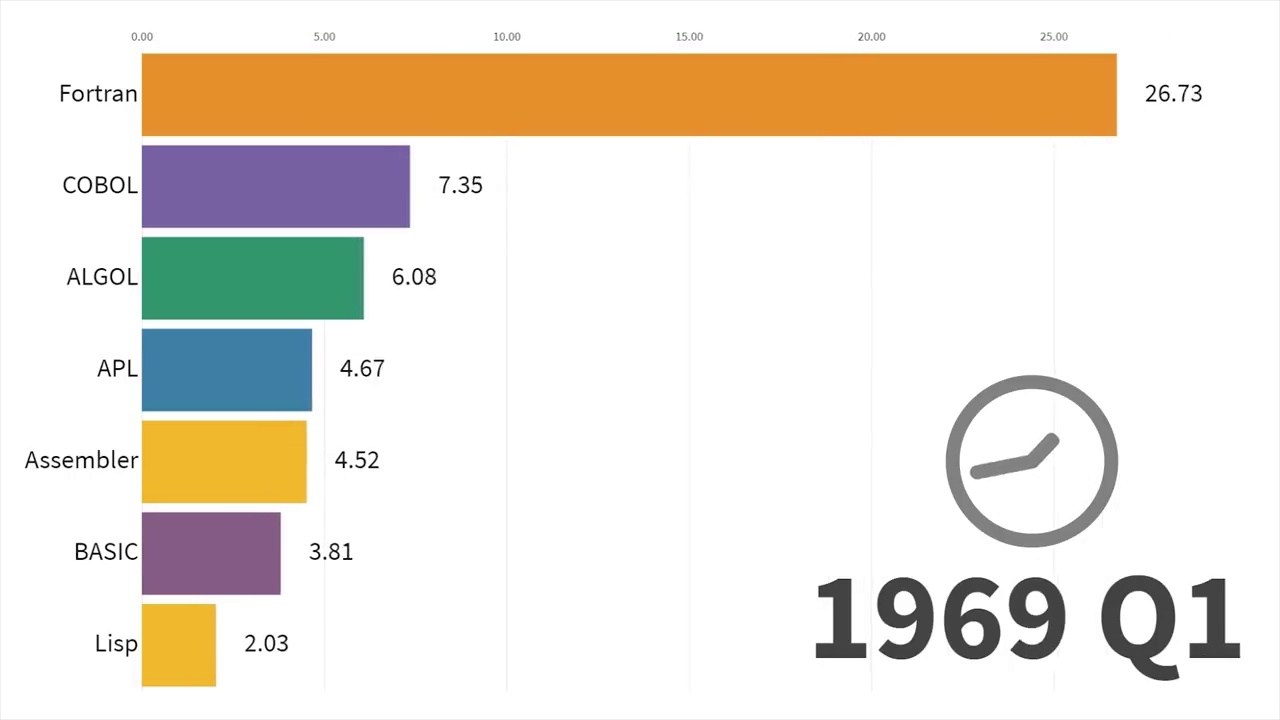 0.00 5.00 10.00 15.00 20.00 25.00
Fortran 26.73
COBOL 7.35
ALGOL 6.08
APL 4.67
Assembler 4.52
BASIC 3.81
Lisp 2.03
1969 Q1